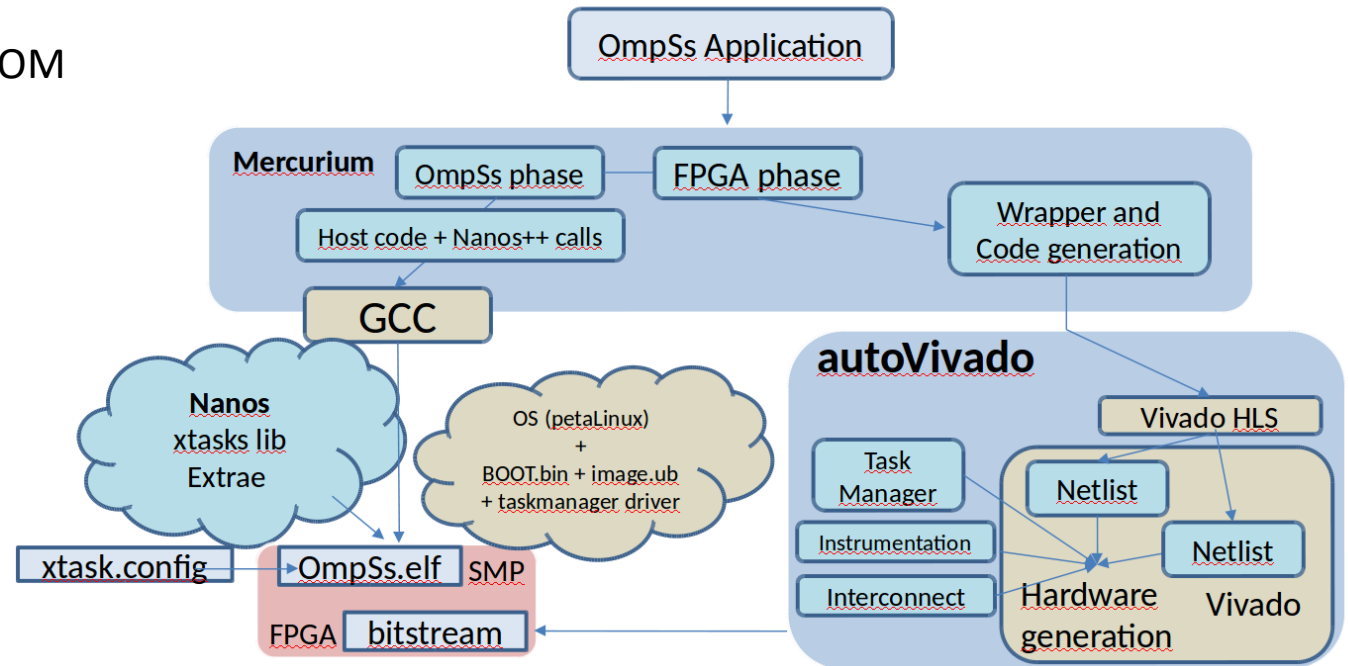 OM
OmpSs Application
Mercurium
OmpSs phase
FPGA phase
Wrapper and
Code generation
Host code + Nanos++ calls
GCC
autoVivado
Nanos
xtasks lib
Extrae
OS (petaLinux)
+
BOOT.bin + image.ub
+ taskmanager driver
Vivado HLS
Task
Manager
Netlist
Instrumentation
Netlist
Interconnect
Hardware
generation
Vivado
xtask.config
OmpSs.elf
SMP
FPGA
bitstream